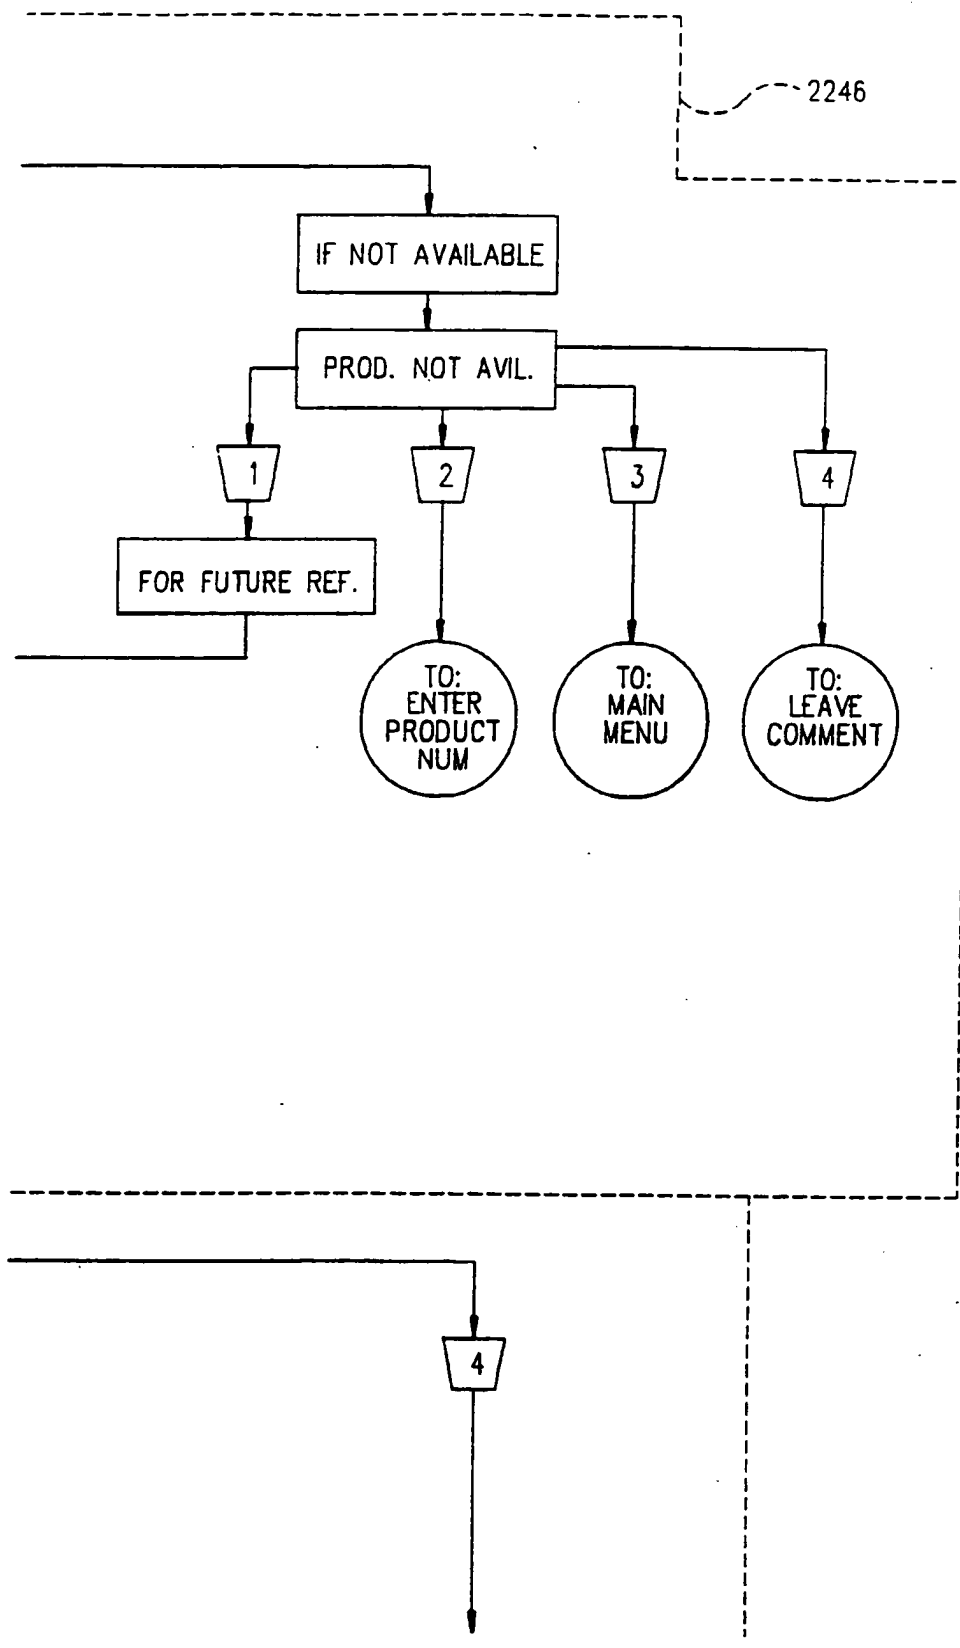 2246
IF NOT AVAILABLE
PROD. NOT AVIL.
1
2
3
4
FOR FUTURE REF.
TO:
ENTER
PRODUCT
NUM
TO:
MAIN
MENU
TO:
LEAVE
COMMENT
4